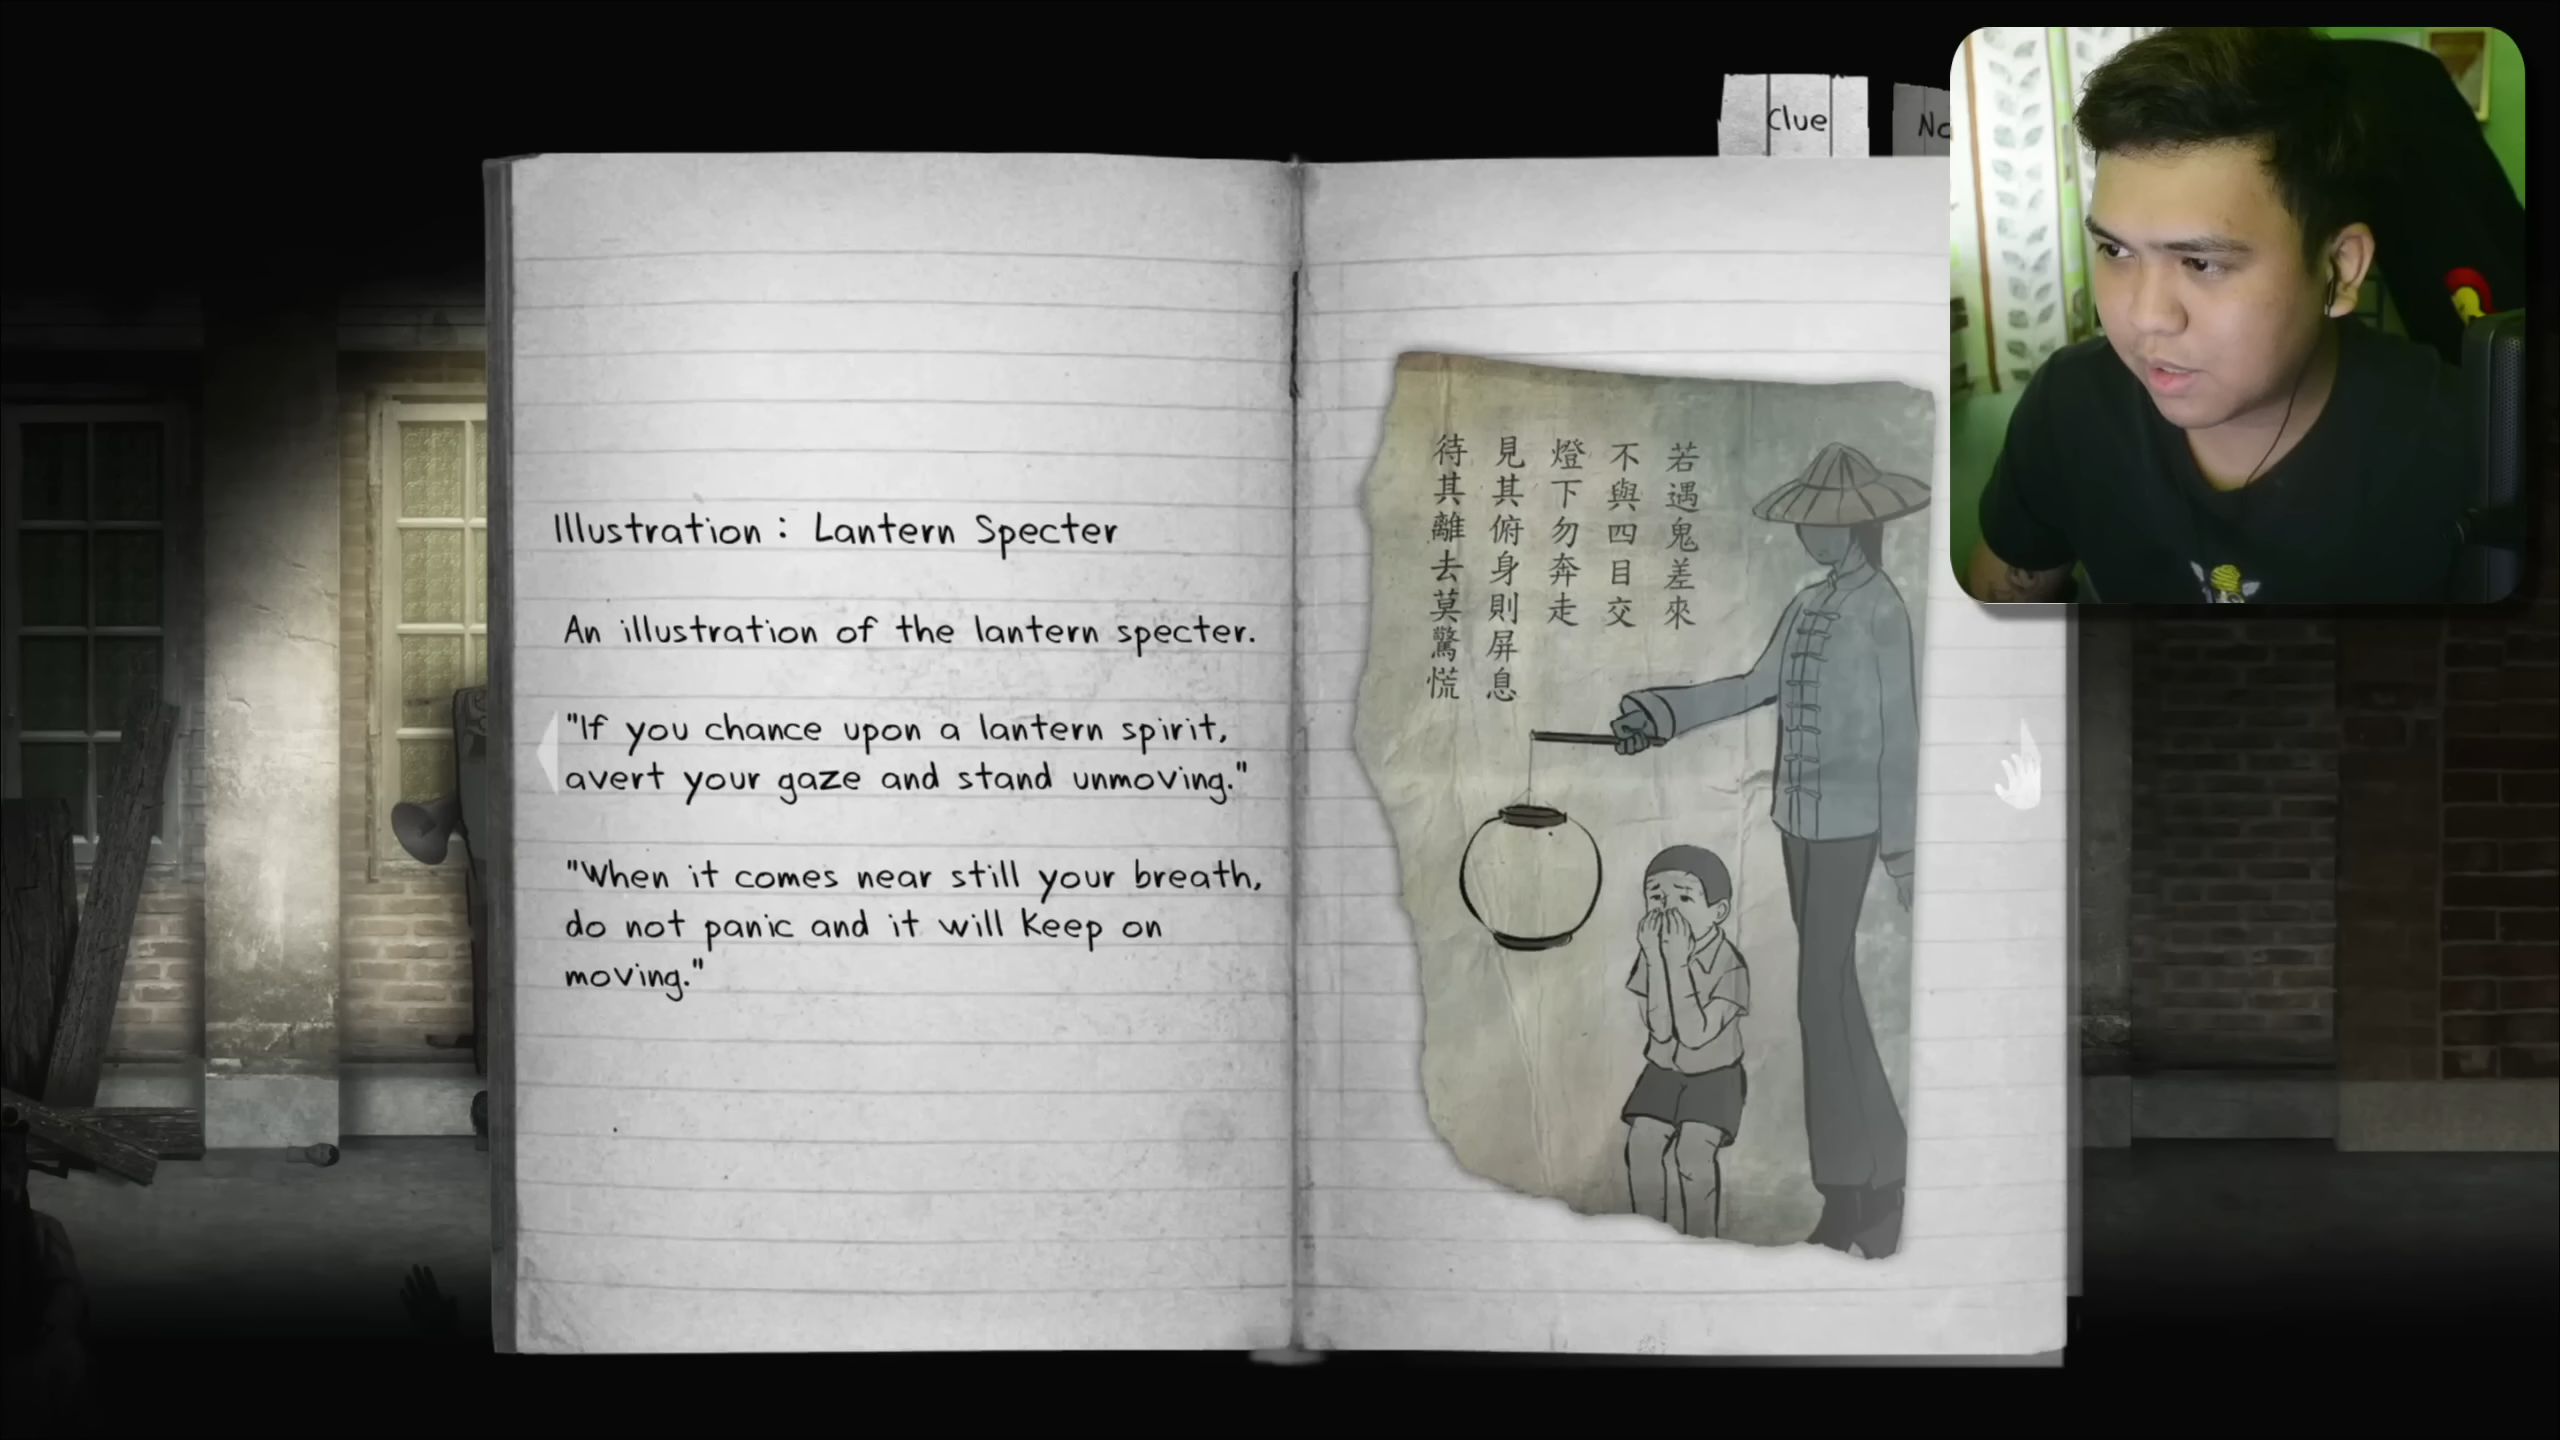 Clue
No
Illustration : Lantern Specter
An illustration of the lantern specter.
"If you chance upon a lantern spirit,
avert your gaze and stand unmoving."
"When it comes near still your breath,
do not panic and it will keep on
moving."
若遇鬼差來
不與四目交
燈下勿奔走
見其俯身則屏息
待其離去莫驚慌